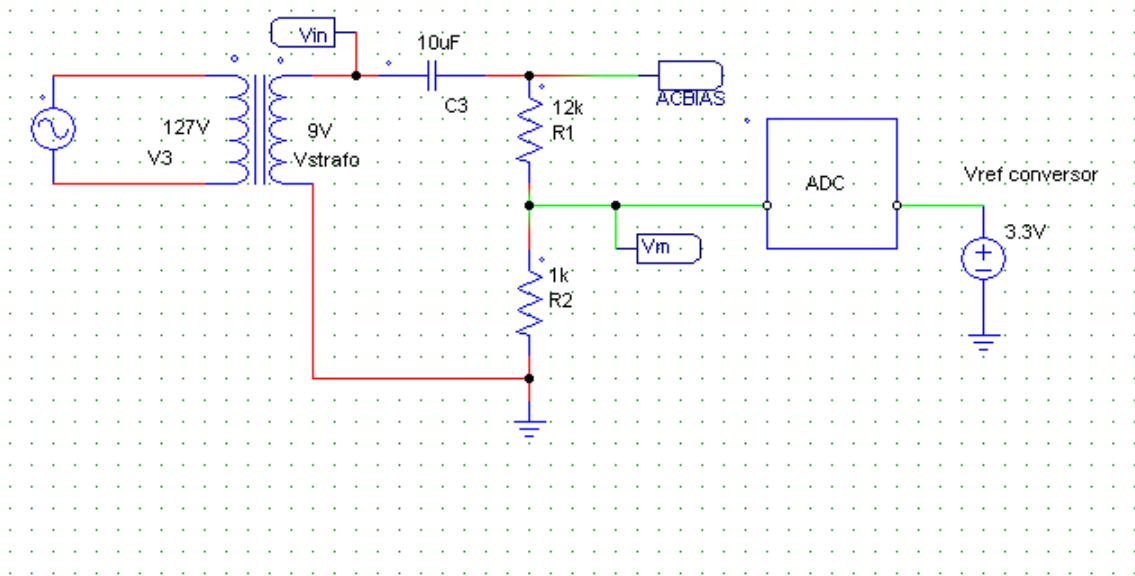 Vin
10uF
C3
ACBIAS
127V
V3
9V
Vstrafo
12k
R1
ADC
Vref conversor
3.3V
Vm
1k
R2